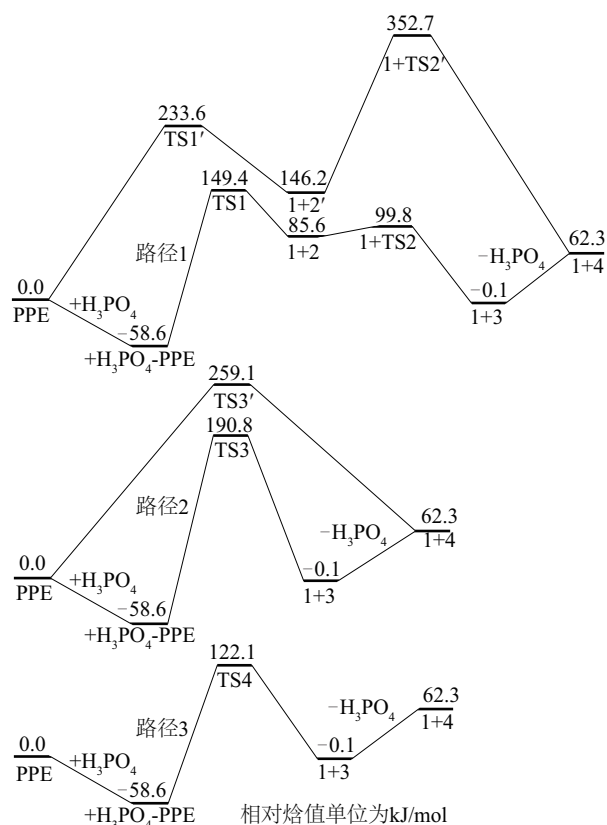 352.7
1+TS2′
233.6
TS1′
149.4
TS1
146.2
1+2′
85.6
1+2
99.8
1+TS2
路径1
−H₃PO₄
62.3
1+4
0.0
PPE
+H₃PO₄
−58.6
+H₃PO₄-PPE
−0.1
1+3
259.1
TS3′
190.8
TS3
路径2
−H₃PO₄
62.3
1+4
0.0
PPE
+H₃PO₄
−58.6
+H₃PO₄-PPE
−0.1
1+3
122.1
TS4
路径3
−H₃PO₄
62.3
1+4
0.0
PPE
+H₃PO₄
−58.6
+H₃PO₄-PPE
−0.1
1+3
相对焓值单位为kJ/mol